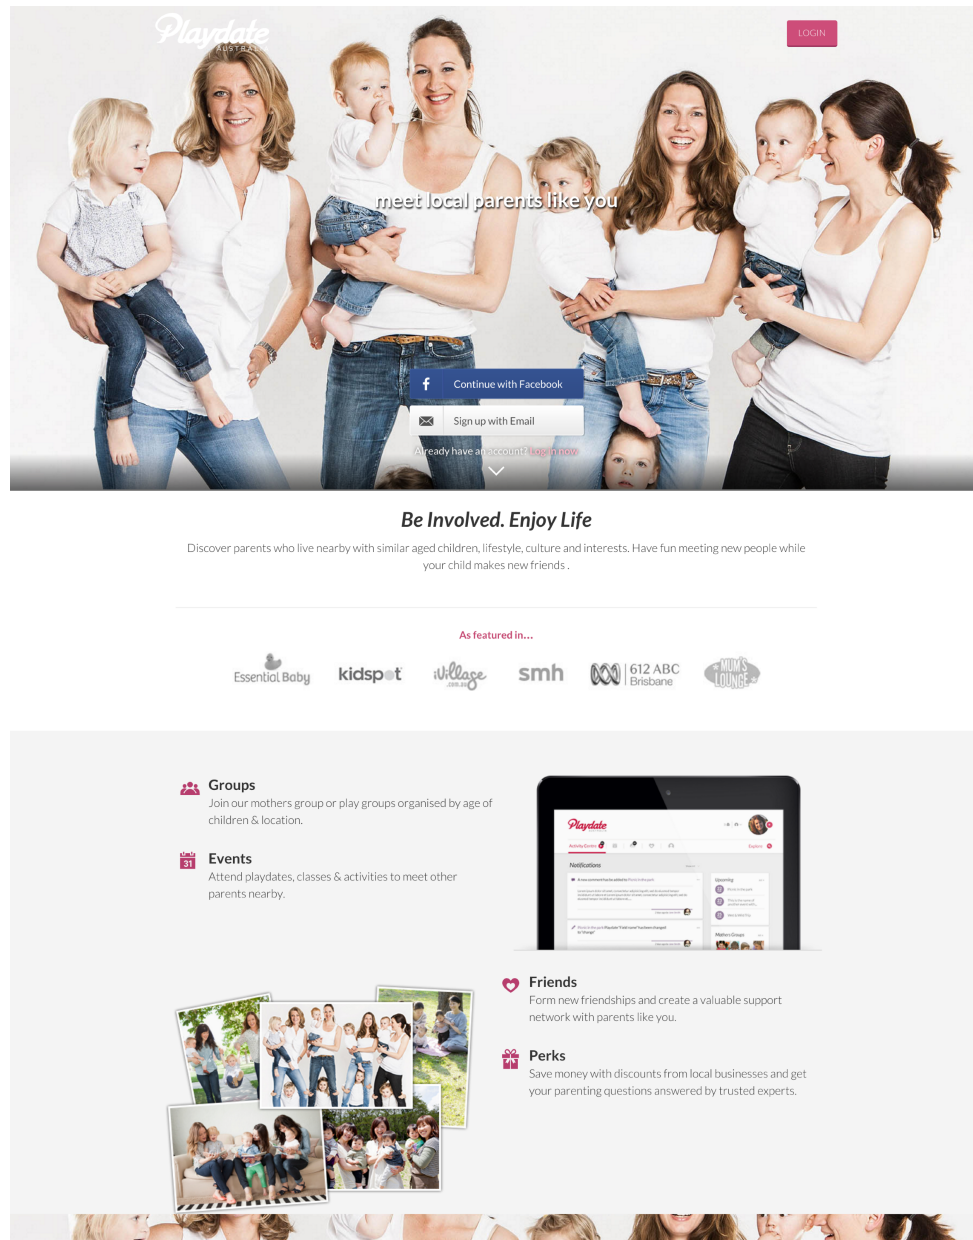 Playdate
AUSTRALIA
LOGIN
meet local parents like you
Continue with Facebook
Sign up with Email
Already have an account? Log in now
Be Involved. Enjoy Life
Discover parents who live nearby with similar aged children, lifestyle, culture and interests. Have fun meeting new people while
your child makes new friends .
As featured in...
Essential Baby
kidspot
iVillage
.com.au
smh
612 ABC
Brisbane
MUM'S
LOUNGE
Groups
Join our mothers group or play groups organised by age of
children & location.
31
Events
Attend playdates, classes & activities to meet other
parents nearby.
Playdate
Explore
Notifications
Upcoming
Mothers Groups
Friends
Form new friendships and create a valuable support
network with parents like you.
Perks
Save money with discounts from local businesses and get
your parenting questions answered by trusted experts.